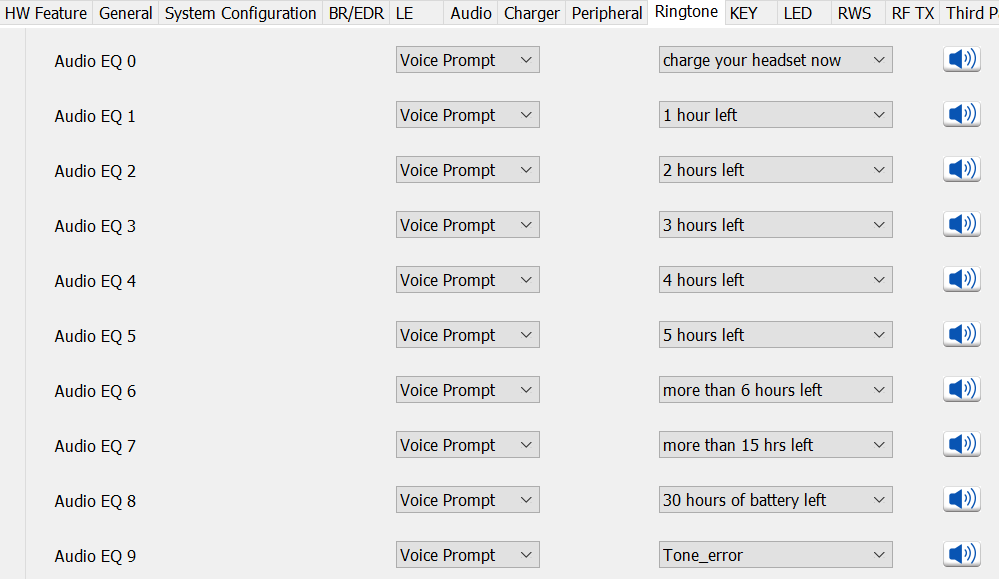 HW Feature General System Configuration BR/EDR LE Audio Charger Peripheral Ringtone KEY LED RWS RF TX Third P
Audio EQ 0 Voice Prompt charge your headset now
Audio EQ 1 Voice Prompt 1 hour left
Audio EQ 2 Voice Prompt 2 hours left
Audio EQ 3 Voice Prompt 3 hours left
Audio EQ 4 Voice Prompt 4 hours left
Audio EQ 5 Voice Prompt 5 hours left
Audio EQ 6 Voice Prompt more than 6 hours left
Audio EQ 7 Voice Prompt more than 15 hrs left
Audio EQ 8 Voice Prompt 30 hours of battery left
Audio EQ 9 Voice Prompt Tone_error